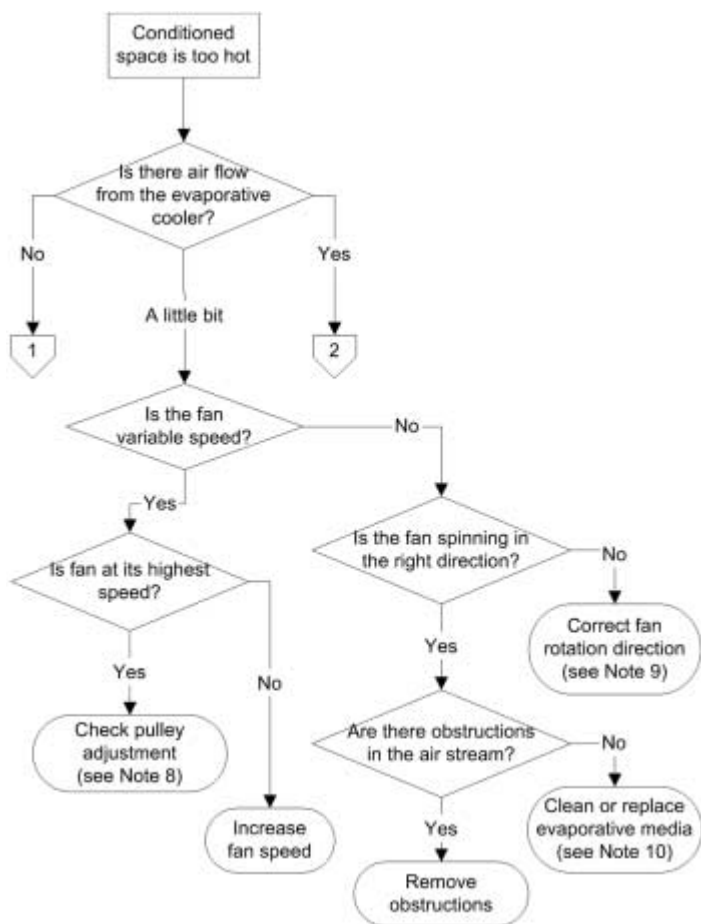 Conditioned
space is too hot
Is there air flow
from the evaporative
cooler?
No
Yes
A little bit
1
2
Is the fan
variable speed?
No
Yes
Is the fan spinning in
the right direction?
Is fan at its highest
speed?
No
Correct fan
rotation direction
(see Note 9)
Yes
Yes
No
Check pulley
adjustment
(see Note 8)
Are there obstructions
in the air stream?
No
Clean or replace
evaporative media
(see Note 10)
Increase
fan speed
Yes
Remove
obstructions